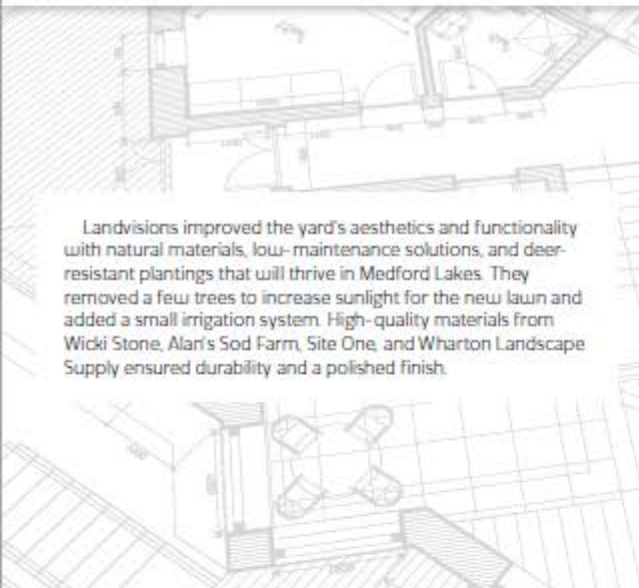 Landvisions improved the yard's aesthetics and functionality
with natural materials, low-maintenance solutions, and deer-
resistant plantings that will thrive in Medford Lakes. They
removed a few trees to increase sunlight for the new lawn and
added a small irrigation system. High-quality materials from
Wicki Stone, Alan's Sod Farm, Site One, and Wharton Landscape
Supply ensured durability and a polished finish.